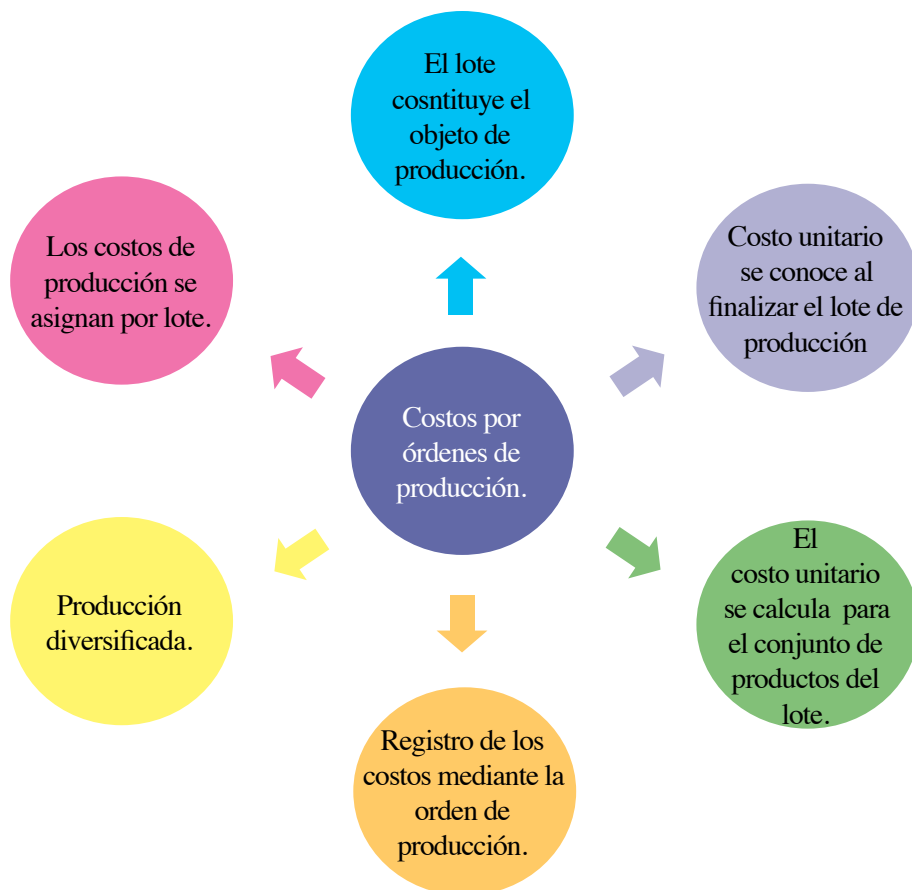 El lote
cosntituye el
objeto de
producción.
Los costos de
producción se
asignan por lote.
Costo unitario
se conoce al
finalizar el lote de
producción
Costos por
órdenes de
producción.
Producción
diversificada.
El
costo unitario
se calcula para
el conjunto de
productos del
lote.
Registro de los
costos mediante la
orden de
producción.